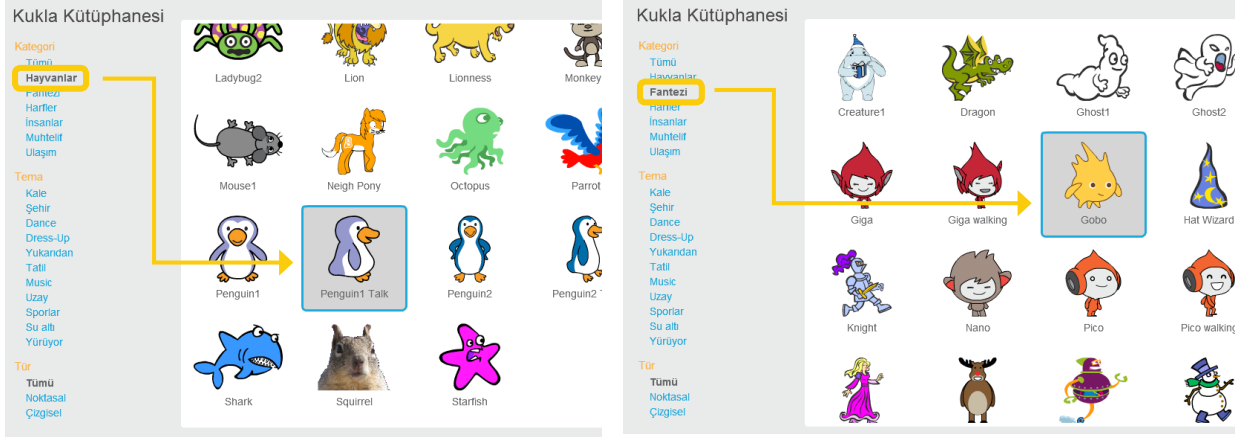 Kukla Kütüphanesi
Kategori
Tümü
Hayvanlar
Fantezi
Harfler
İnsanlar
Muhtelif
Ulaşım
Tema
Kale
Şehir
Dance
Dress-Up
Yukarıdan
Tatil
Music
Uzay
Sporlar
Su altı
Yürüyor
Tür
Tümü
Noktasal
Çizgisel
Ladybug2 Lion Lionness Monkey
Mouse1 Neigh Pony Octopus Parrot
Penguin1 Penguin1 Talk Penguin2 Penguin2 T
Shark Squirrel Starfish
Kukla Kütüphanesi
Kategori
Tümü
Hayvanlar
Fantezi
Harfler
İnsanlar
Muhtelif
Ulaşım
Tema
Kale
Şehir
Dance
Dress-Up
Yukarıdan
Tatil
Music
Uzay
Sporlar
Su altı
Yürüyor
Tür
Tümü
Noktasal
Çizgisel
Creature1 Dragon Ghost1 Ghost2
Giga Giga walking Gobo Hat Wizard
Knight Nano Pico Pico walking